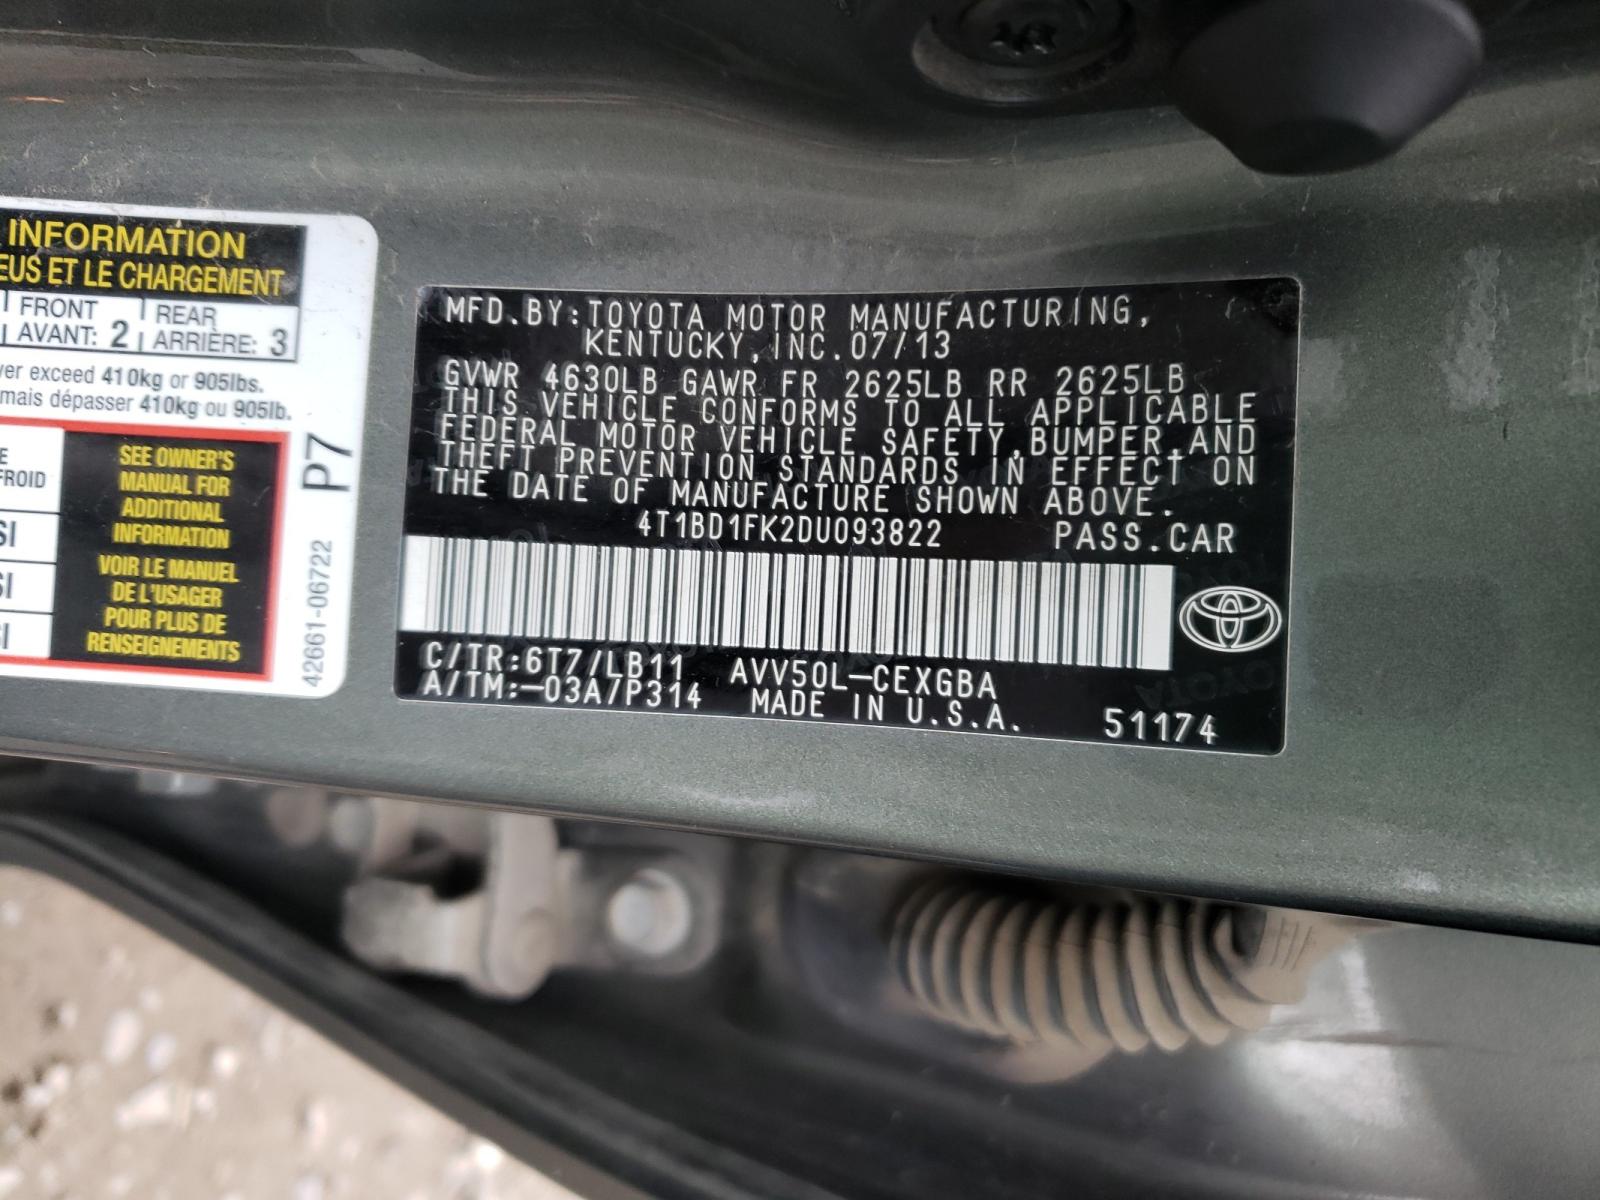 INFORMATION
EUS ET LE CHARGEMENT
FRONT
AVANT: 2
REAR
ARRIÈRE: 3
ver exceed 410kg or 905lbs.
mais dépasser 410kg ou 905lb.
E
FROID
SI
SI
SI
SEE OWNER'S
MANUAL FOR
ADDITIONAL
INFORMATION
VOIR LE MANUEL
DE L'USAGER
POUR PLUS DE
RENSEIGNEMENTS
P7
42661-06722
MFD.BY:TOYOTA MOTOR MANUFACTURING,
KENTUCKY,INC.07/13
GVWR 4630LB GAWR FR 2625LB RR 2625LB
THIS VEHICLE CONFORMS TO ALL APPLICABLE
FEDERAL MOTOR VEHICLE SAFETY,BUMPER,AND
THEFT PREVENTION STANDARDS IN EFFECT ON
THE DATE OF MANUFACTURE SHOWN ABOVE.
4T1BD1FK2DU093822 PASS.CAR
C/TR:6T7/LB11 AVV50L-CEXGBA
A/TM:-03A/P314 MADE IN U.S.A. 51174